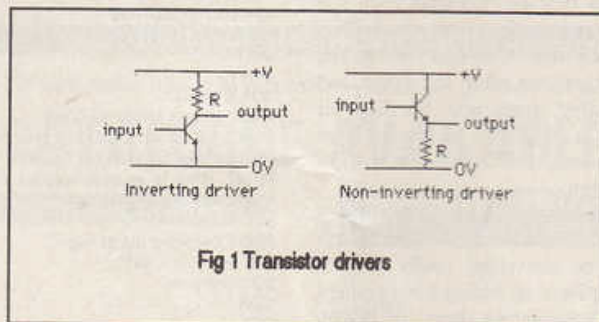 +V
R
output
input
0V
Inverting driver
+V
input
output
R
0V
Non-inverting driver
Fig 1 Transistor drivers